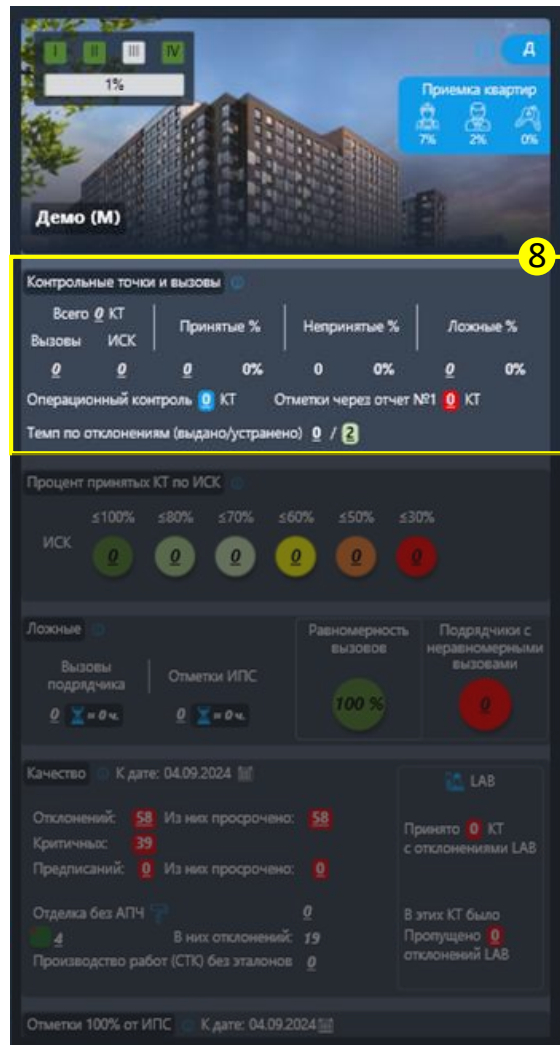 I II III IV
Д
1%
Приемка квартир
7% 2% 0%
Демо (М)
8
Контрольные точки и вызовы
Всего 0 КТ
Вызовы ИСК Принятые % Непринятые % Ложные %
0 0 0 0% 0 0% 0 0%
Операционный контроль 0 КТ Отметки через отчет №1 0 КТ
Темп по отклонениям (выдано/устранено) 0 / 2
Процент принятых КТ по ИСК
≤100% ≤80% ≤70% ≤60% ≤50% ≤30%
ИСК 0 0 0 0 0 0
Ложные
Вызовы подрядчика
Отметки ИПС
0 = 0 ч. 0 = 0 ч.
Равномерность
вызовов
100 %
Подрядчики с
неравномерными
вызовами
0
Качество К дате: 04.09.2024
Отклонений: 58 Из них просрочено: 58
Критичных: 39
Предписаний: 0 Из них просрочено: 0
Отделка без АПЧ 0
4 В них отклонений: 19
Производство работ (СТК) без эталонов 0
LAB
Принято 0 КТ
с отклонениями LAB
В этих КТ было
Пропущено 0
отклонений LAB
Отметки 100% от ИПС К дате: 04.09.2024